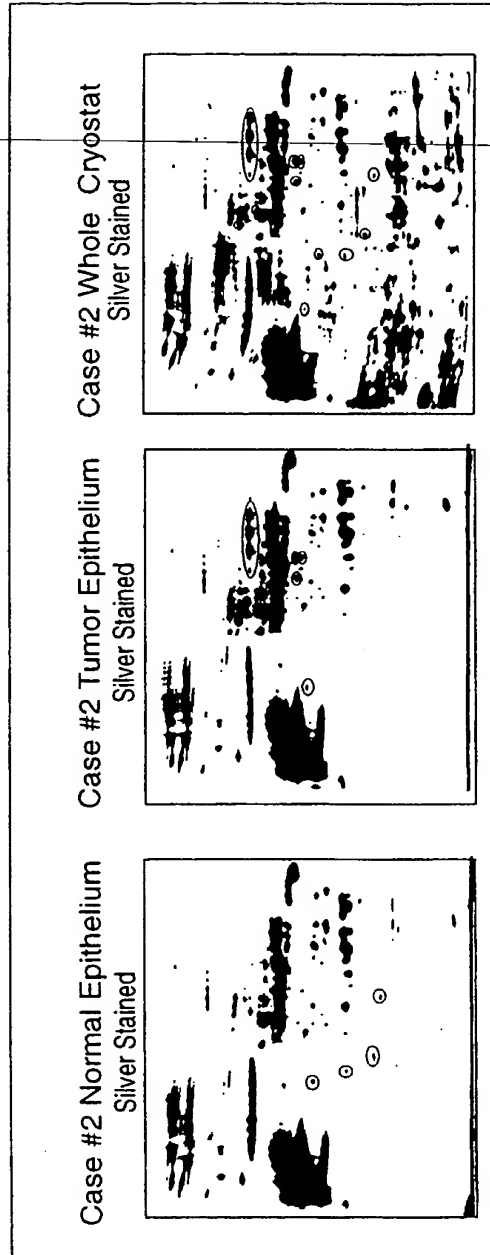 Case #2 Normal Epithelium
Silver Stained
Case #2 Tumor Epithelium
Silver Stained
Case #2 Whole Cryostat
Silver Stained